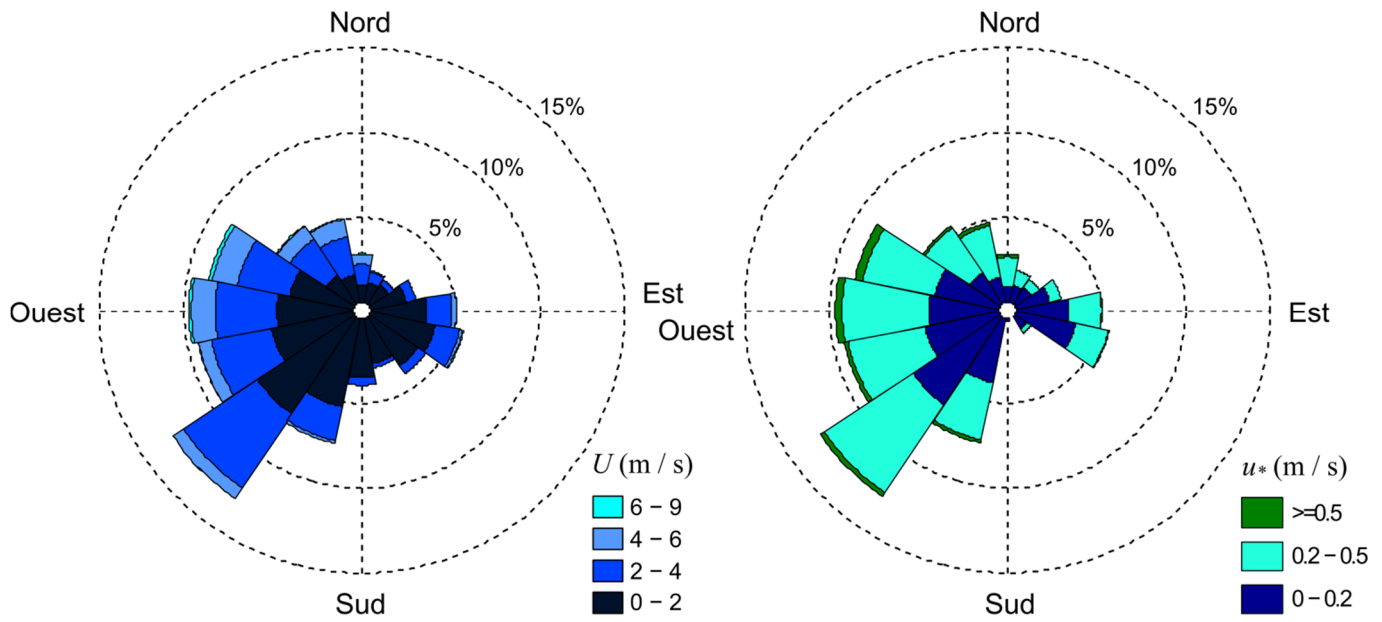 Nord
15%
10%
5%
Ouest
Est
Sud
U (m / s)
6 – 9
4 – 6
2 – 4
0 – 2
Nord
15%
10%
5%
Ouest
Est
Sud
u* (m / s)
>=0.5
0.2 – 0.5
0 – 0.2